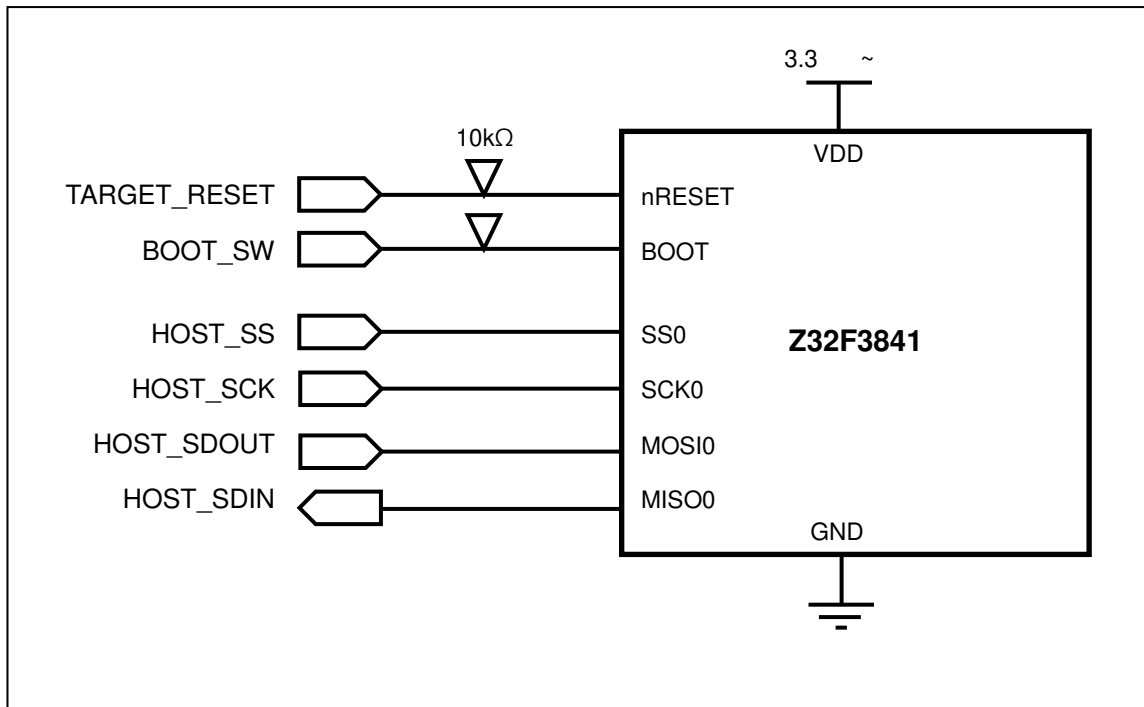 3.3 ~
10kΩ
VDD
TARGET_RESET
nRESET
BOOT_SW
BOOT
HOST_SS
SS0
Z32F3841
HOST_SCK
SCK0
HOST_SDOUT
MOSI0
HOST_SDIN
MISO0
GND